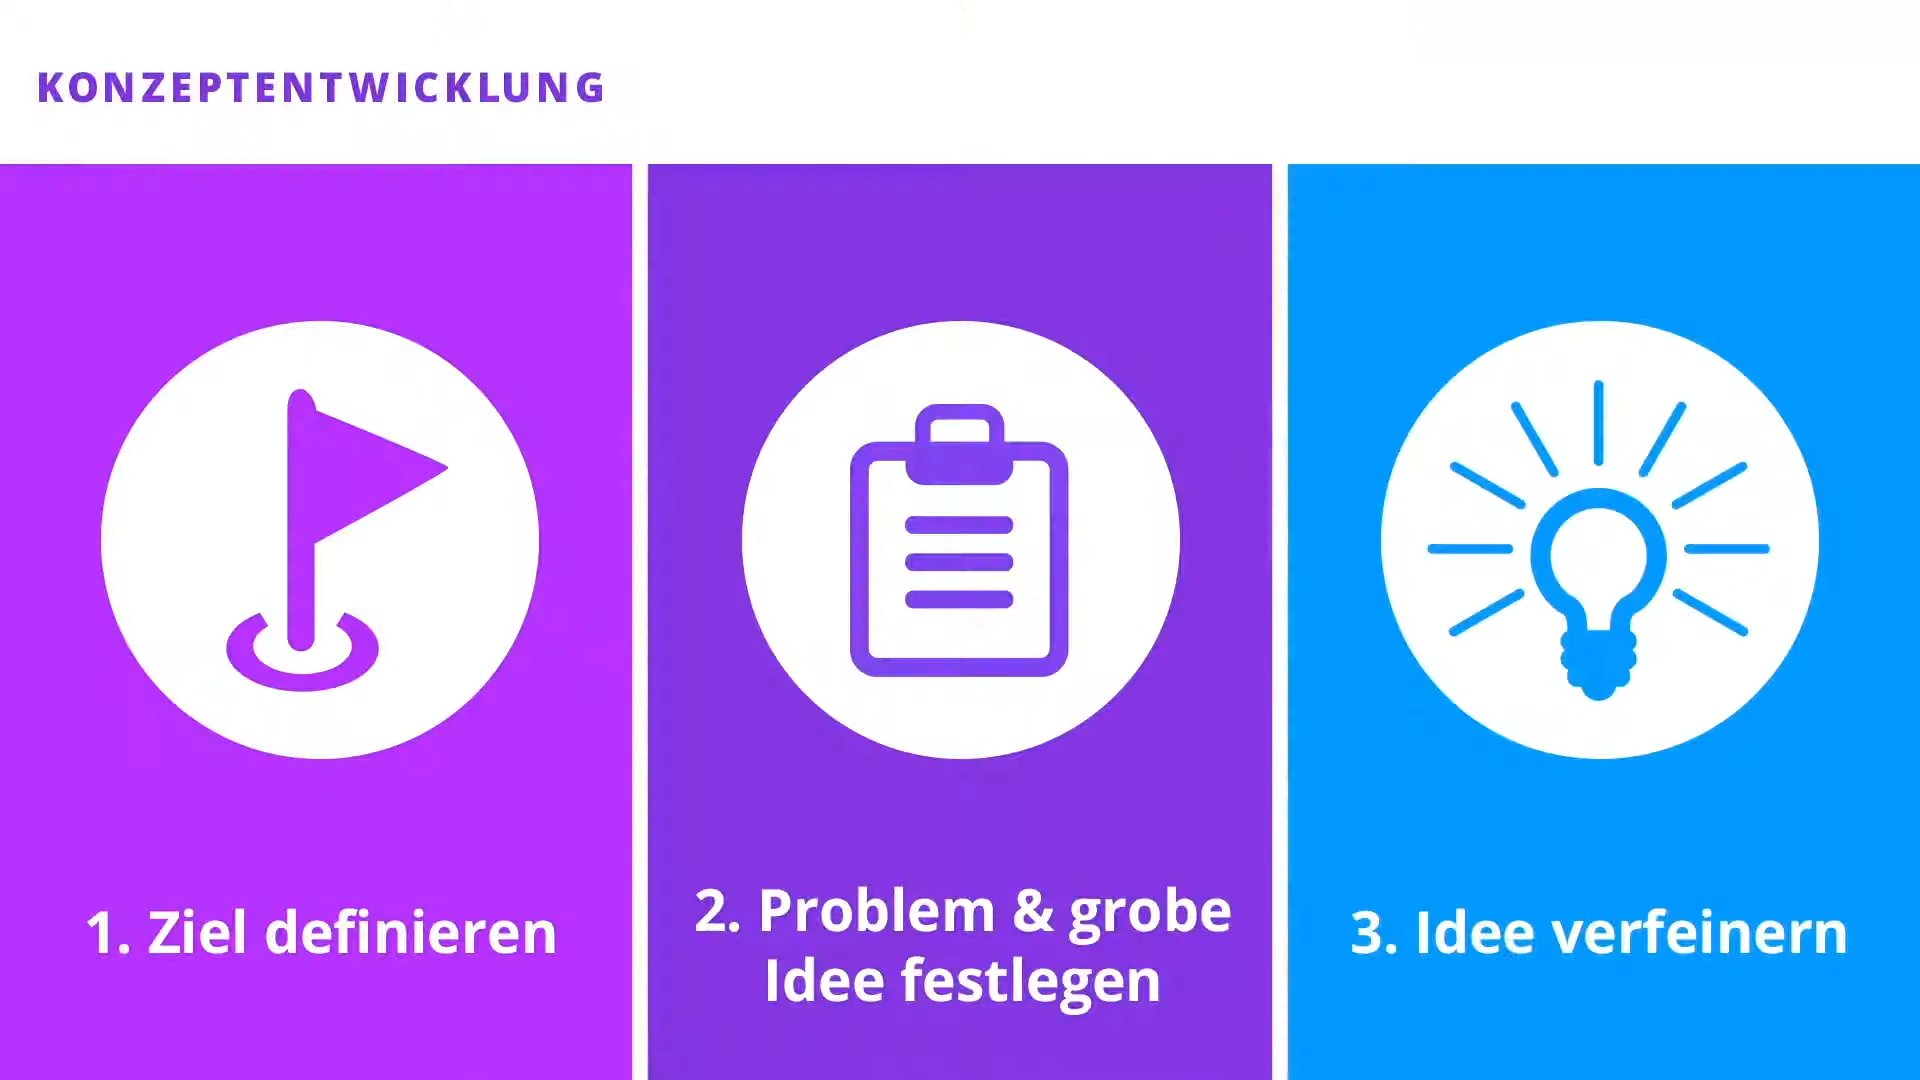 KONZEPTENTWICKLUNG
1. Ziel definieren
2. Problem & grobe
Idee festlegen
3. Idee verfeinern